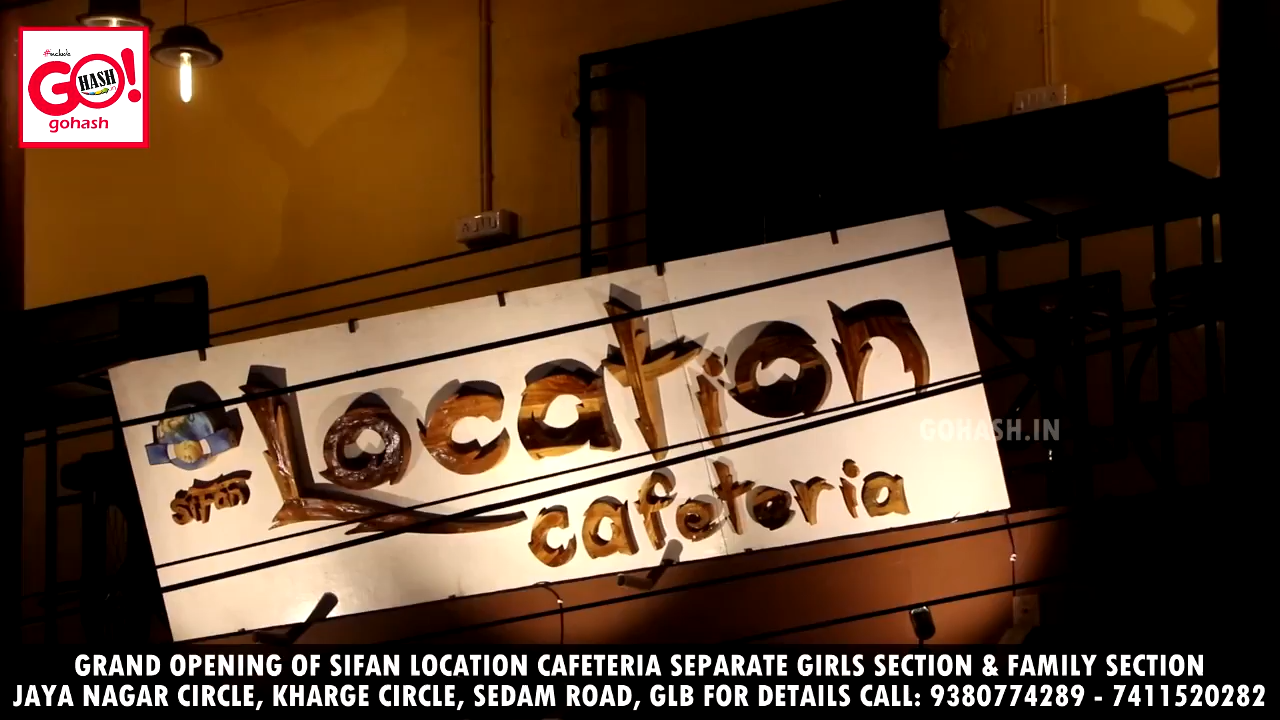 #include
GO!
HASH
gohash
Location
sifan
cafeteria
GOHASH.IN
GRAND OPENING OF SIFAN LOCATION CAFETERIA SEPARATE GIRLS SECTION & FAMILY SECTION
JAYA NAGAR CIRCLE, KHARGE CIRCLE, SEDAM ROAD, GLB FOR DETAILS CALL: 9380774289 - 7411520282